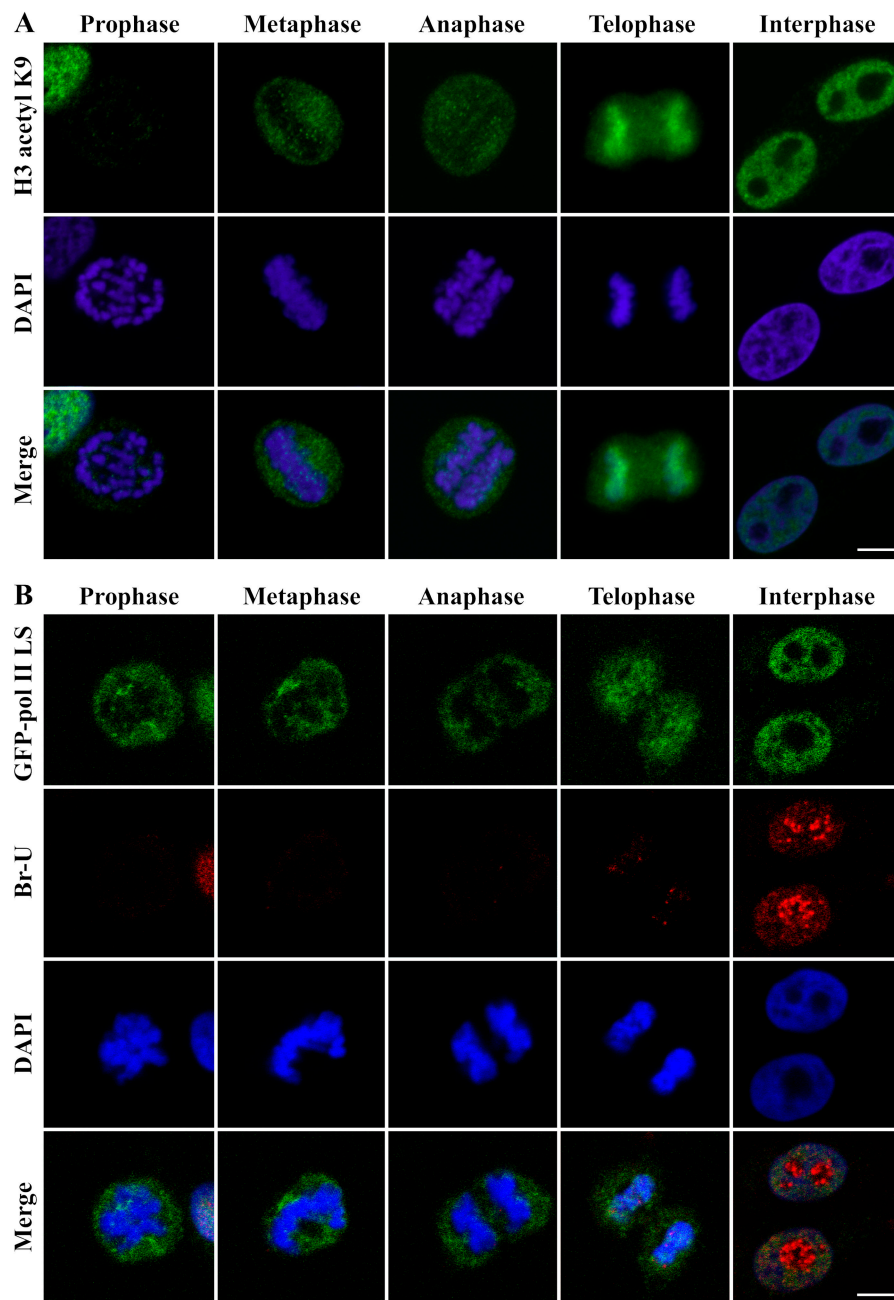 A
Prophase Metaphase Anaphase Telophase Interphase
H3 acetyl K9
DAPI
Merge
B
Prophase Metaphase Anaphase Telophase Interphase
GFP-pol II LS
Br-U
DAPI
Merge